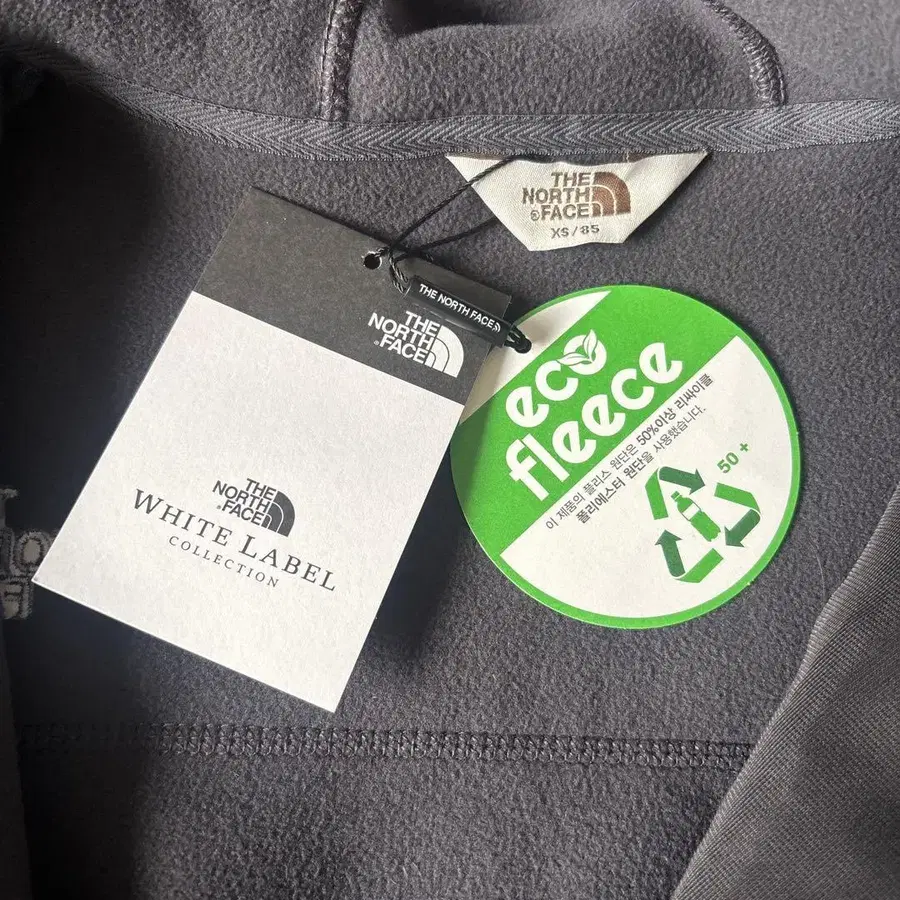 THE
NORTH
FACE
XS/85
THE NORTH FACE
THE
NORTH
FACE
THE
NORTH
FACE
WHITE LABEL
COLLECTION
eco
fleece
이 제품의 폴리스 원단은 50%이상 리싸이클
폴리에스터 원단을 사용했습니다.
50 +